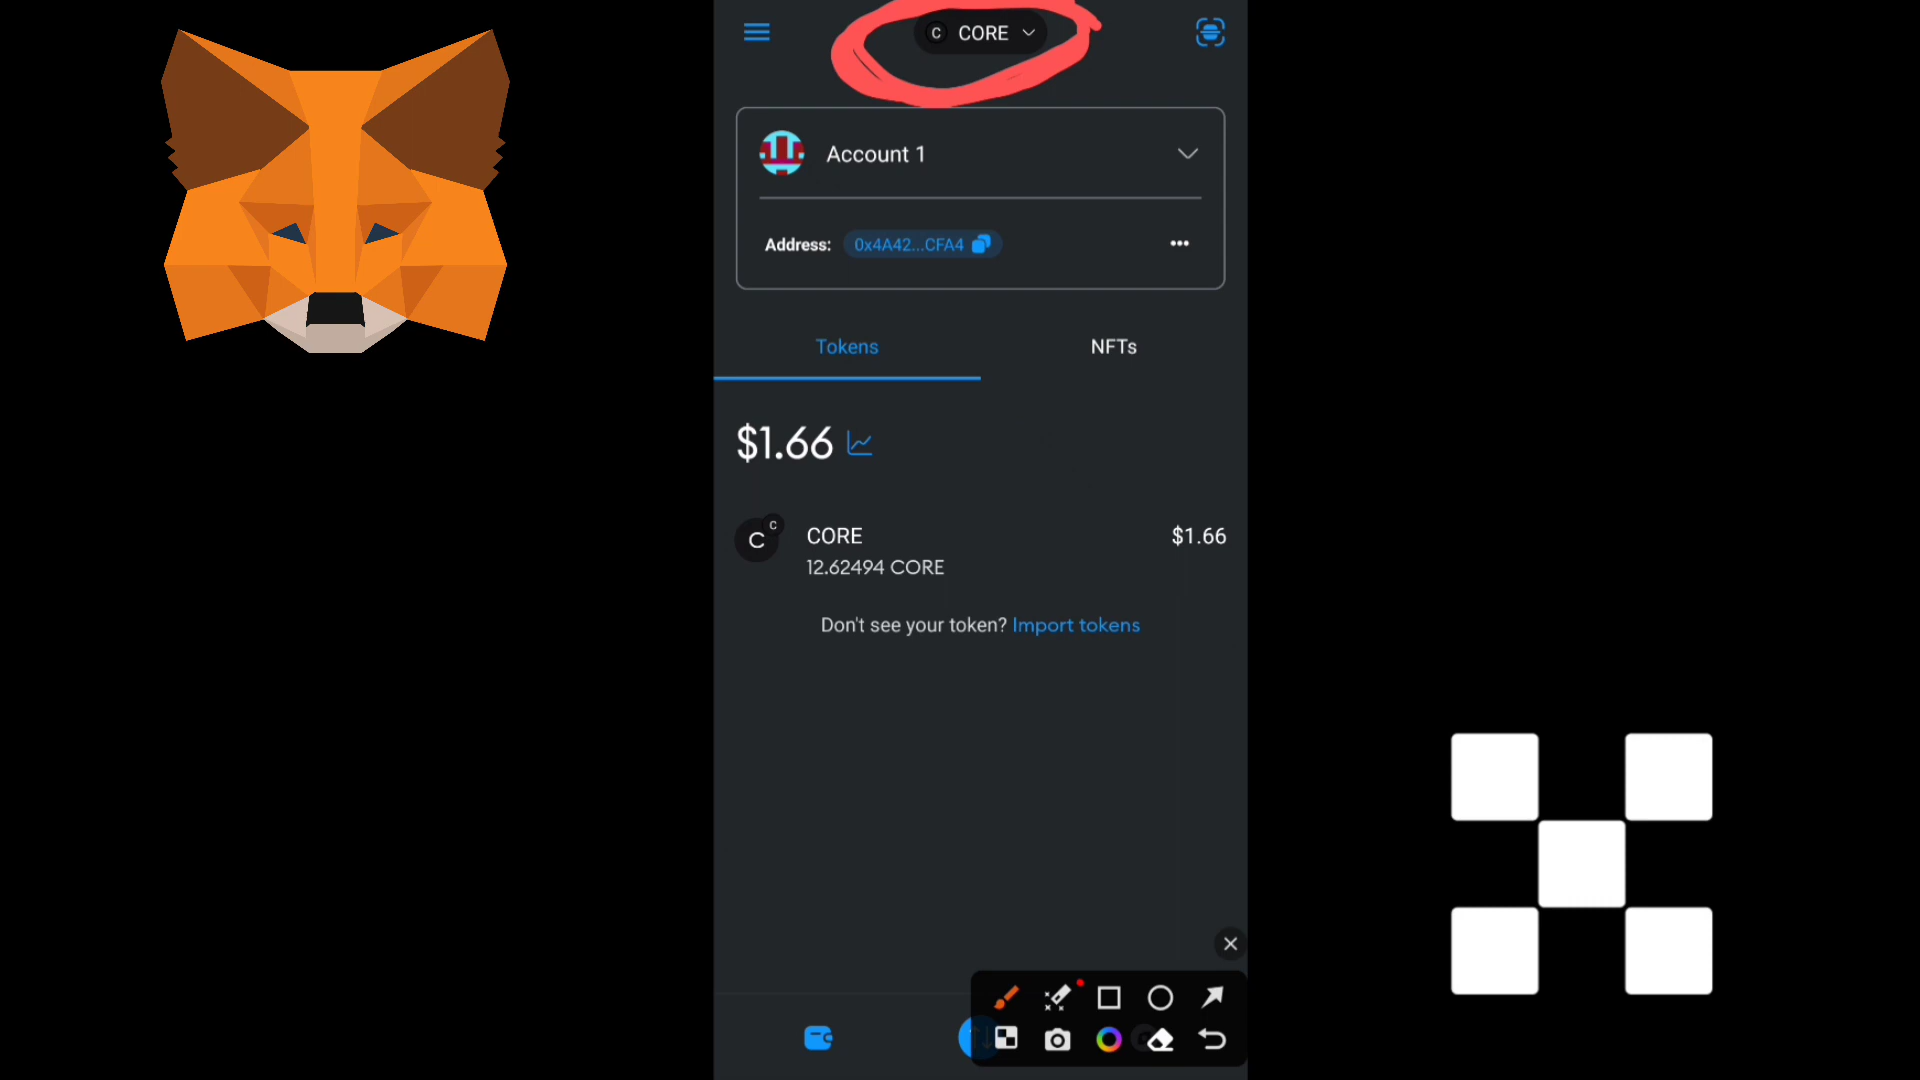 C CORE
Account 1
Address: 0x4A42...CFA4
Tokens NFTs
$1.66
C C CORE $1.66
12.62494 CORE
Don't see your token? Import tokens